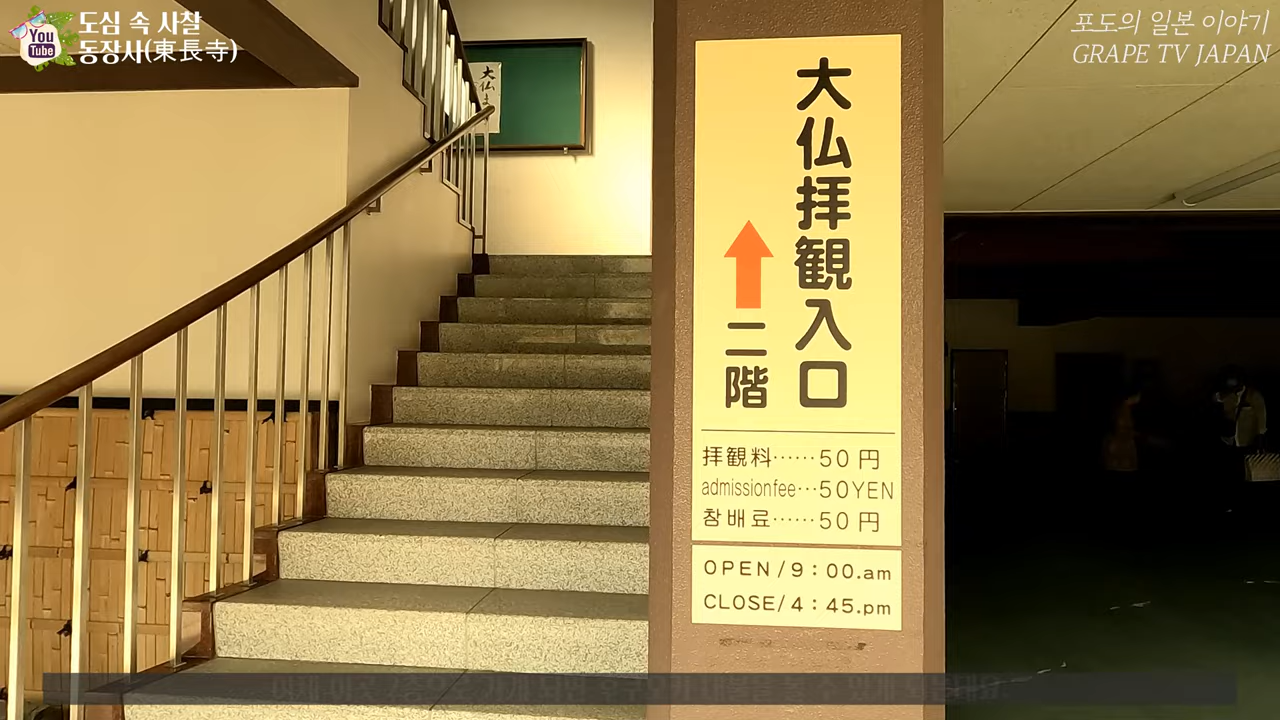 You
Tube
도심 속 사찰
동장사(東長寺)
포도의 일본 이야기
GRAPE TV JAPAN
大仏
大仏拝観入口
二階
拝観料……50円
admissionfee…50YEN
참배료……50円
OPEN/9:00.am
CLOSE/4:45.pm